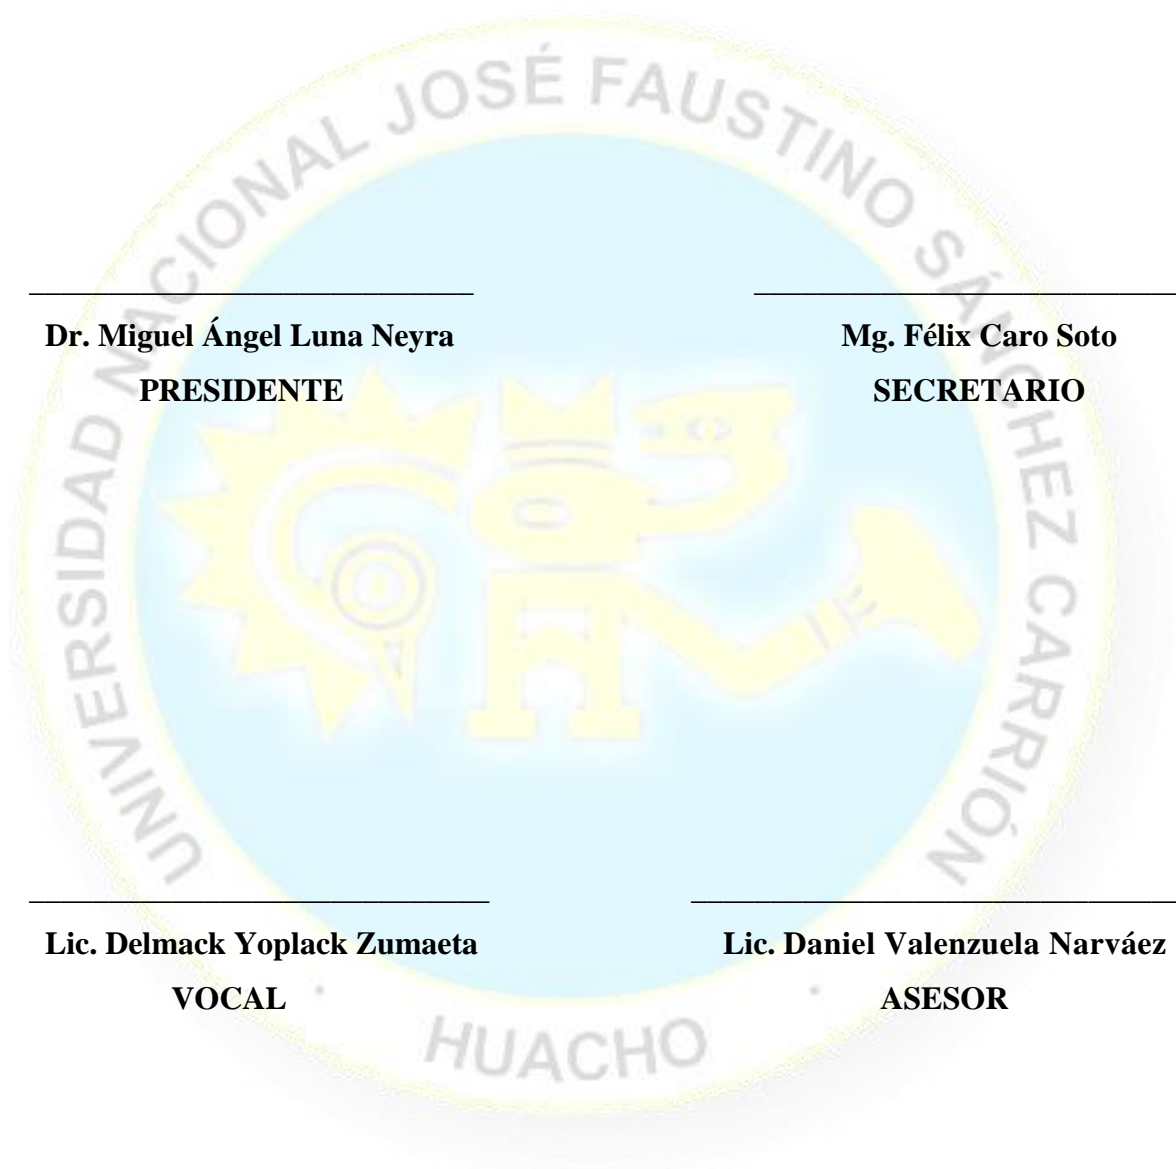 UNIVERSIDAD NACIONAL JOSÉ FAUSTINO SÁNCHEZ CARRIÓN
Dr. Miguel Ángel Luna Neyra
PRESIDENTE
Mg. Félix Caro Soto
SECRETARIO
Lic. Delmack Yoplack Zumaeta
VOCAL
Lic. Daniel Valenzuela Narváez
ASESOR
HUACHO